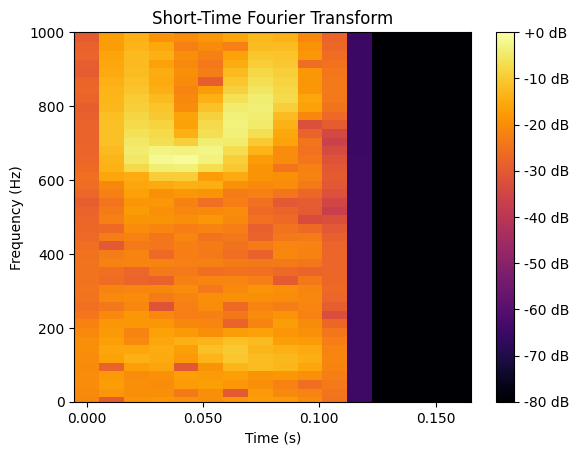 Short-Time Fourier Transform
1000
800
600
400
200
0
Frequency (Hz)
0.000
0.050
0.100
0.150
Time (s)
+0 dB
-10 dB
-20 dB
-30 dB
-40 dB
-50 dB
-60 dB
-70 dB
-80 dB